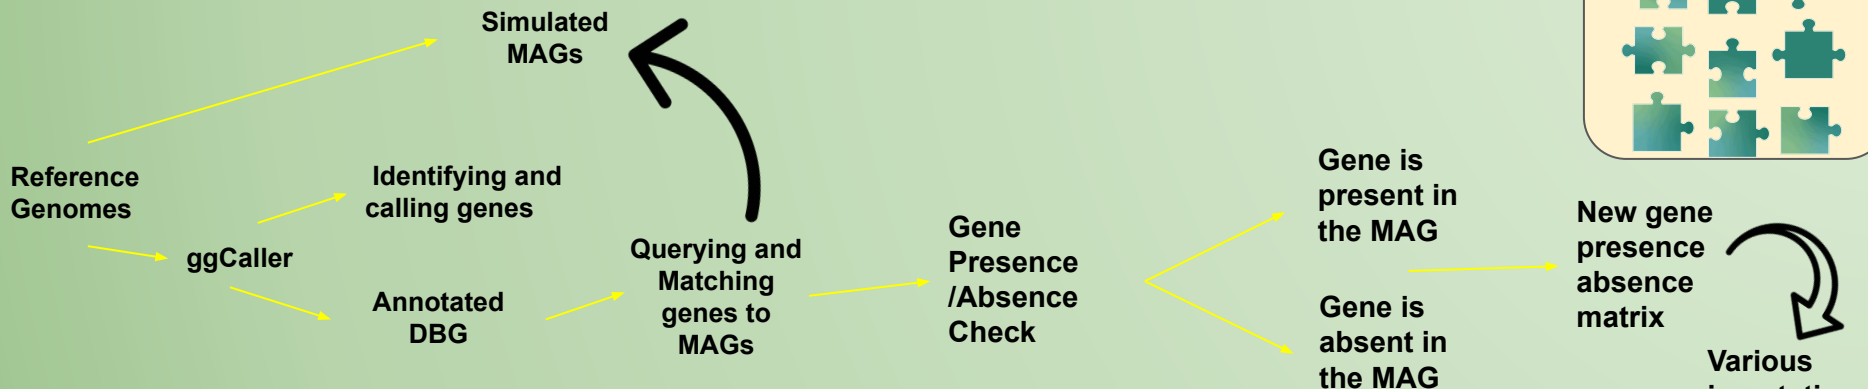 Simulated
MAGs
Reference
Genomes
Identifying and
calling genes
ggCaller
Annotated
DBG
Querying and
Matching
genes to
MAGs
Gene
Presence
/Absence
Check
Gene is
present in
the MAG
Gene is
absent in
the MAG
New gene
presence
absence
matrix
Various